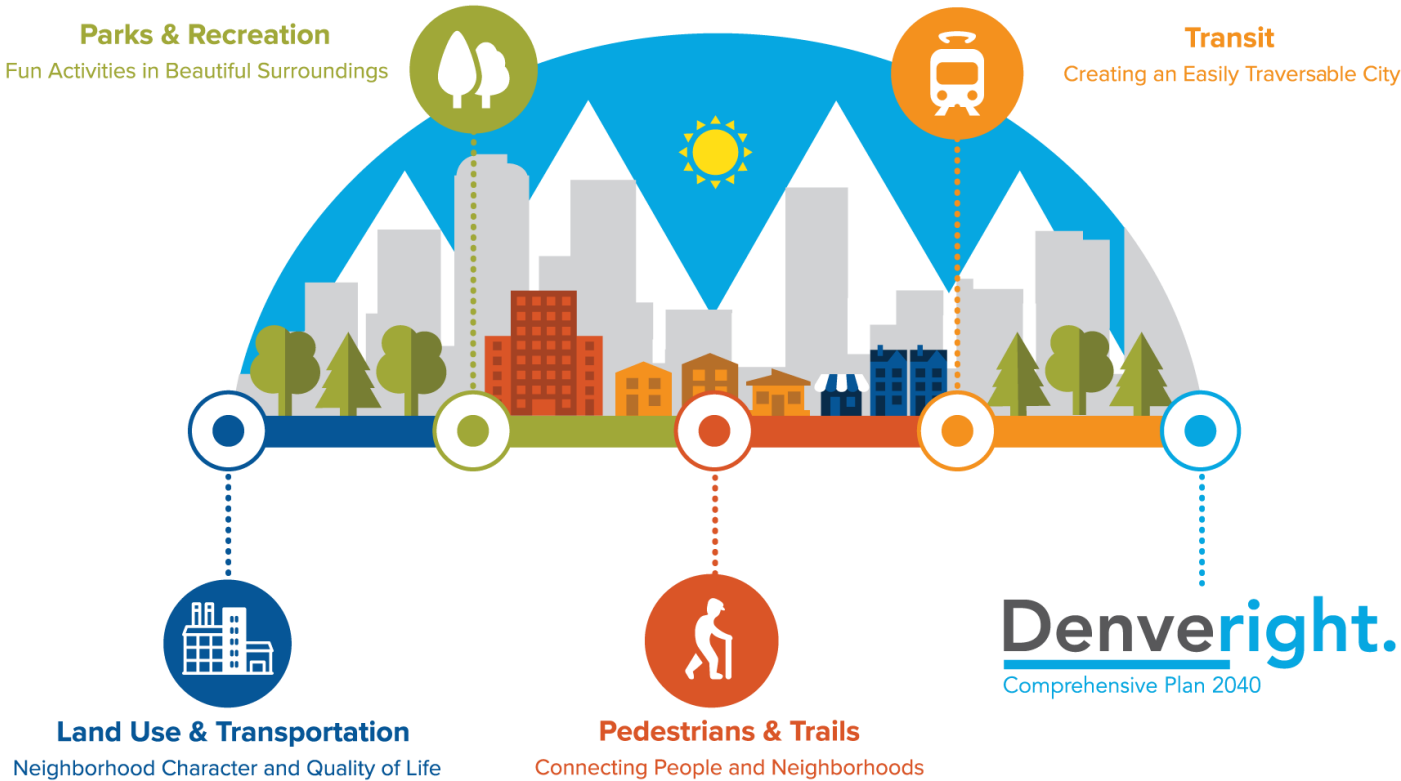 Parks & Recreation
Fun Activities in Beautiful Surroundings
Transit
Creating an Easily Traversable City
Land Use & Transportation
Neighborhood Character and Quality of Life
Pedestrians & Trails
Connecting People and Neighborhoods
Denveright.
Comprehensive Plan 2040